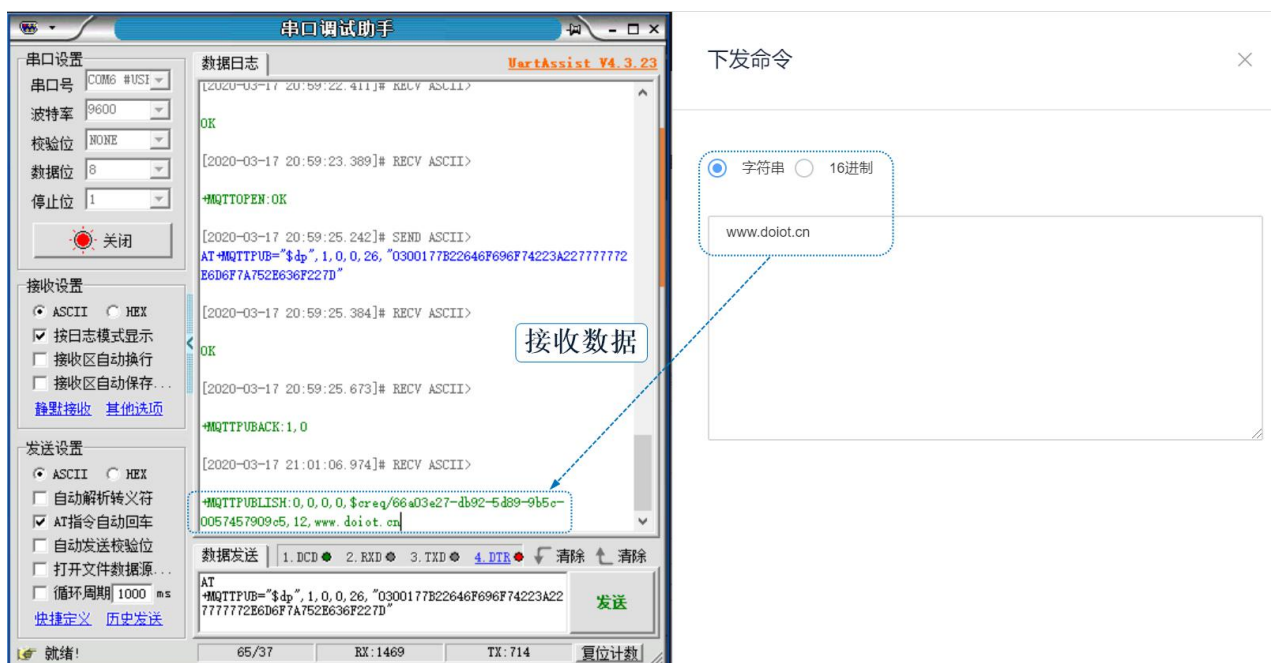 串口调试助手
串口设置
串口号 COM6 #USI
波特率 9600
校验位 NONE
数据位 8
停止位 1
关闭
接收设置
ASCII HEX
按日志模式显示
接收区自动换行
接收区自动保存...
静默接收 其他选项
发送设置
ASCII HEX
自动解析转义符
AT指令自动回车
自动发送校验位
打开文件数据源...
循环周期 1000 ms
快捷定义 历史发送
数据日志 UartAssist V4.3.23
[2020-03-17 20:59:22.411]# RECV ASCII>
OK
[2020-03-17 20:59:23.389]# RECV ASCII>
+MQTTOPEN:OK
[2020-03-17 20:59:25.242]# SEND ASCII>
AT+MQTTPUB="$dp",1,0,0,26,"0300177B22646F696F74223A227777772
E6D6F7A752E636F227D"
[2020-03-17 20:59:25.384]# RECV ASCII>
OK
[2020-03-17 20:59:25.673]# RECV ASCII>
+MQTTPUBACK:1,0
[2020-03-17 21:01:06.974]# RECV ASCII>
+MQTTPUBLISH:0,0,0,0,$creq/66a03e27-db92-5d89-9b5c-
0057457909c5,12,www.doiot.cn
接收数据
数据发送 1.DCD 2.RXD 3.TXD 4.DTR 清除 清除
AT
+MQTTPUB="$dp",1,0,0,26,"0300177B22646F696F74223A22
7777772E6D6F7A752E636F227D"
发送
就绪! 65/37 RX:1469 TX:714 复位计数
下发命令
字符串 16进制
www.doiot.cn